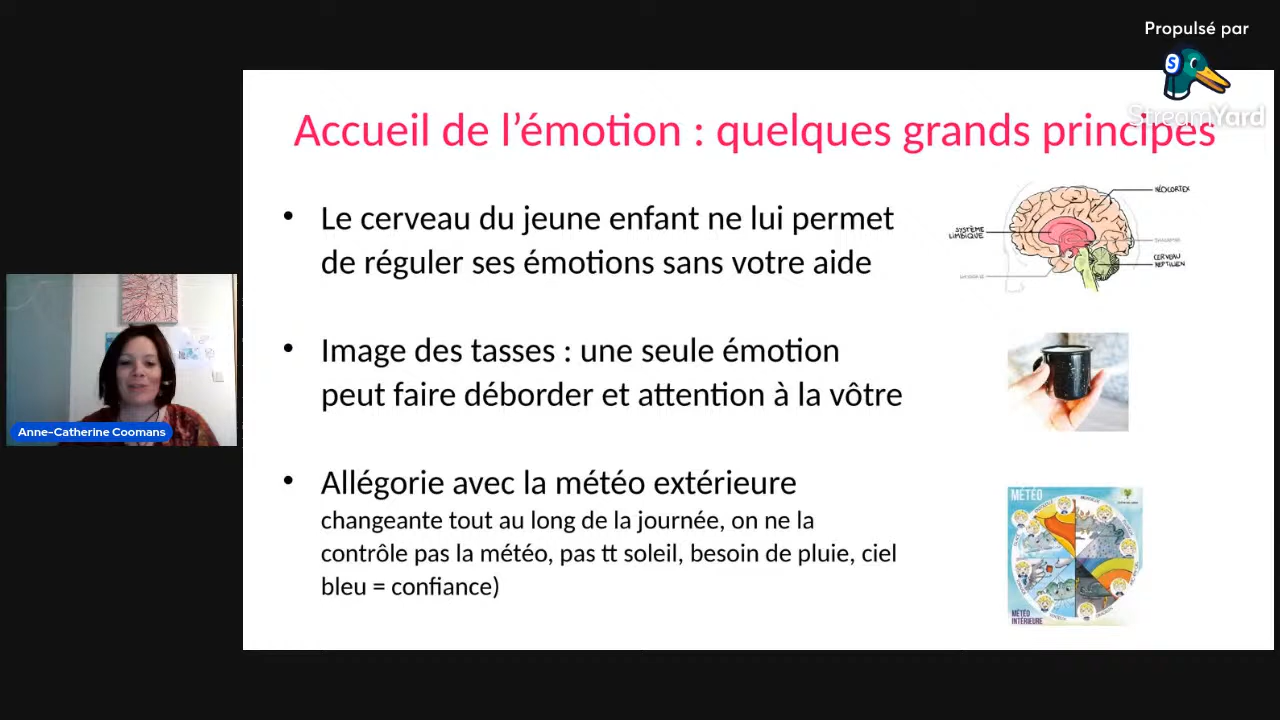 Propulsé par
StreamYard
Accueil de l’émotion : quelques grands principes
• Le cerveau du jeune enfant ne lui permet
de réguler ses émotions sans votre aide
NÉOCORTEX
SYSTÈME
LIMBIQUE
CERVEAU
REPTILIEN
• Image des tasses : une seule émotion
peut faire déborder et attention à la vôtre
• Allégorie avec la météo extérieure
changeante tout au long de la journée, on ne la
contrôle pas la météo, pas tt soleil, besoin de pluie, ciel
bleu = confiance)
MÉTÉO
MÉTÉO
INTÉRIEURE
Anne-Catherine Coomans